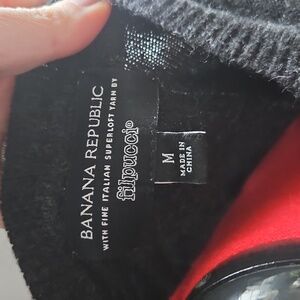 BANANA REPUBLIC
WITH FINE ITALIAN SUPERLOFT YARN BY
filpucci®
M
MADE IN
CHINA